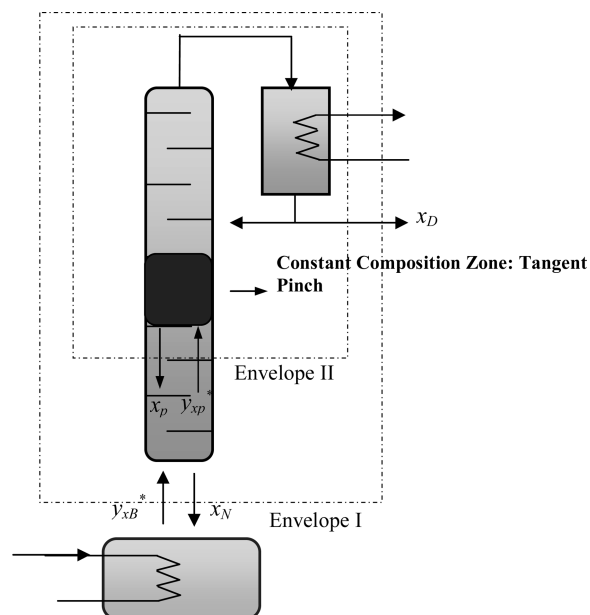 x_D
Constant Composition Zone: Tangent
Pinch
Envelope II
x_p y_xp*
y_xB* x_N
Envelope I